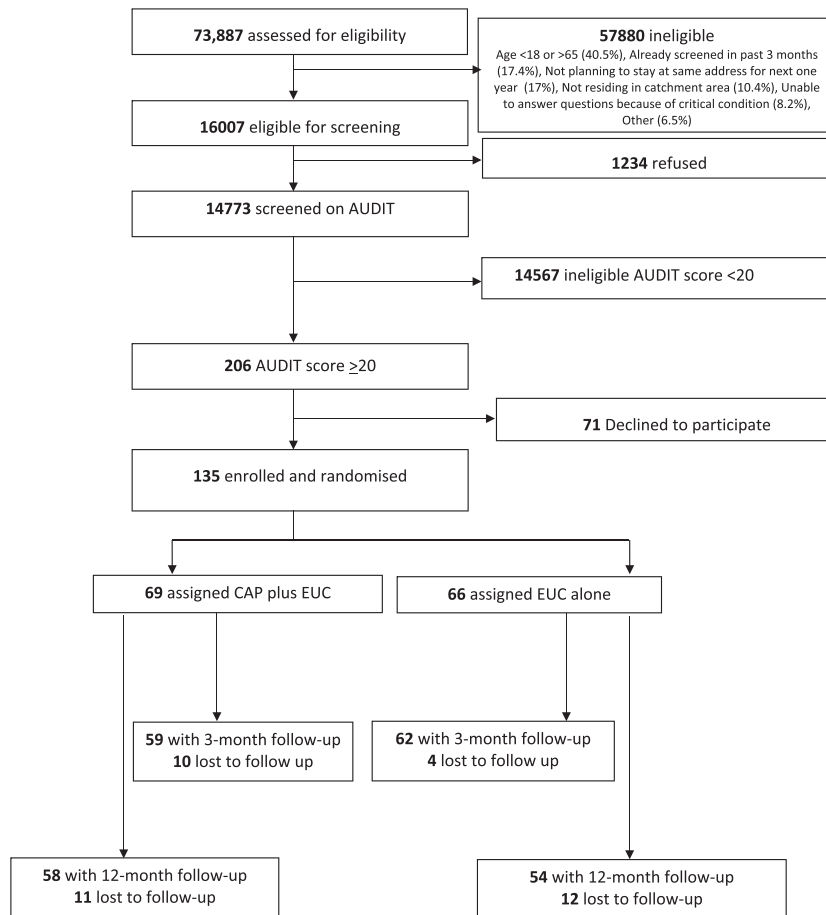 73,887 assessed for eligibility
57880 ineligible
Age <18 or >65 (40.5%), Already screened in past 3 months
(17.4%), Not planning to stay at same address for next one
year (17%), Not residing in catchment area (10.4%), Unable
to answer questions because of critical condition (8.2%),
Other (6.5%)
16007 eligible for screening
1234 refused
14773 screened on AUDIT
14567 ineligible AUDIT score <20
206 AUDIT score ≥20
71 Declined to participate
135 enrolled and randomised
69 assigned CAP plus EUC
66 assigned EUC alone
59 with 3-month follow-up
10 lost to follow up
62 with 3-month follow-up
4 lost to follow up
58 with 12-month follow-up
11 lost to follow-up
54 with 12-month follow-up
12 lost to follow-up